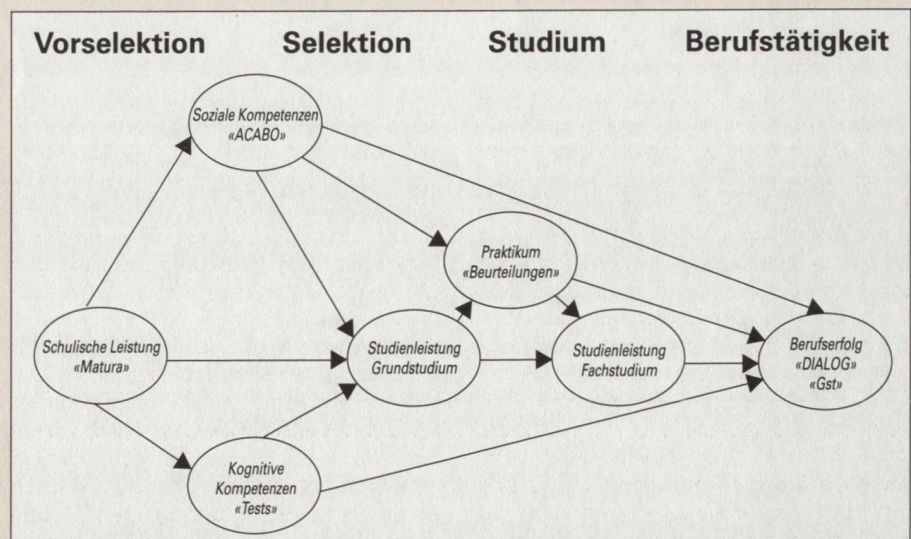 Vorselektion Selektion Studium Berufstätigkeit
Soziale Kompetenzen
«ACABO»
Praktikum
«Beurteilungen»
Schulische Leistung
«Matura»
Studienleistung
Grundstudium
Studienleistung
Fachstudium
Berufserfolg
«DIALOG»
«Gst»
Kognitive
Kompetenzen
«Tests»